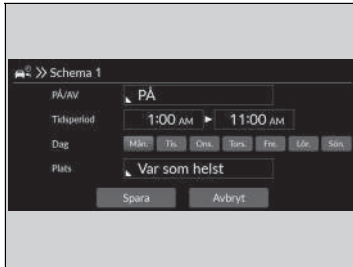 Schema 1
PÅ/AV PÅ
Tidsperiod 1:00 AM ► 11:00 AM
Dag Mån. Tis. Ons. Tors. Fre. Lör. Sön.
Plats Var som helst
Spara Avbryt